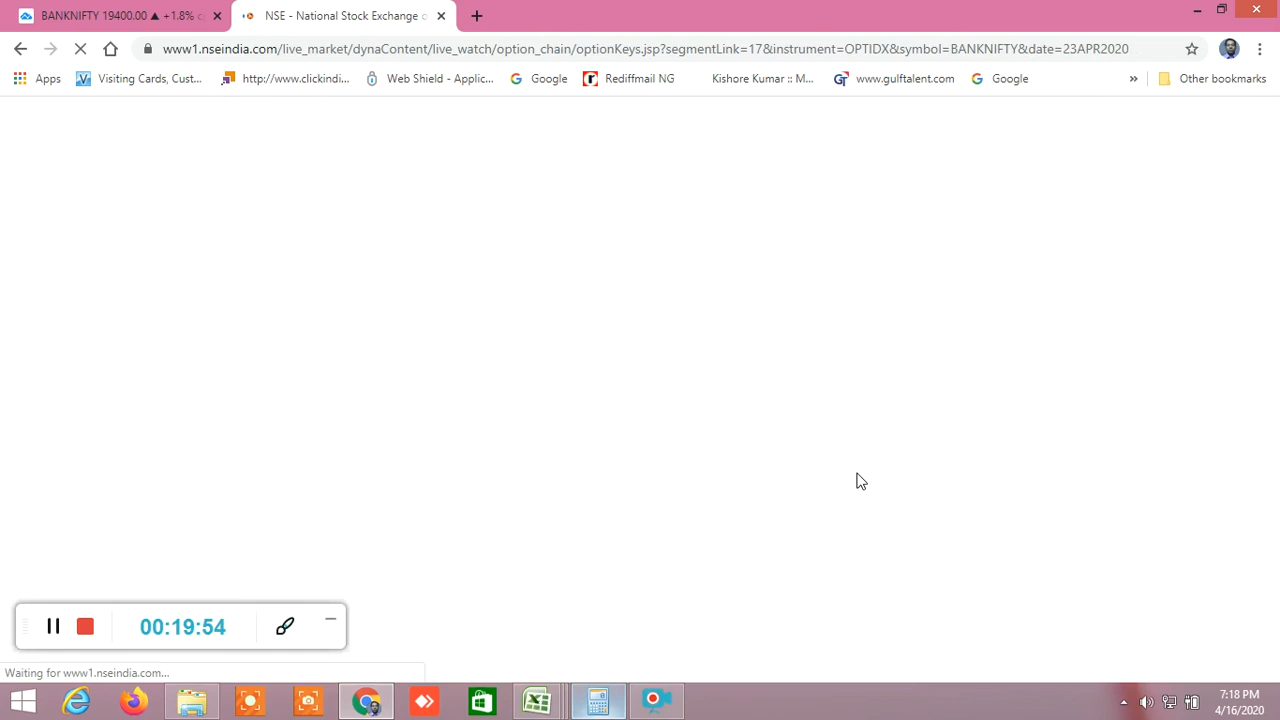 BANKNIFTY 19400.00 ▲ +1.8%
NSE - National Stock Exchange
www1.nseindia.com/live_market/dynaContent/live_watch/option_chain/optionKeys.jsp?segmentLink=17&instrument=OPTIDX&symbol=BANKNIFTY&date=23APR2020
Apps Visiting Cards, Cust... http://www.clickindi... Web Shield - Applic... Google Rediffmail NG Kishore Kumar :: M... www.gulftalent.com Google » Other bookmarks
00:19:54
Waiting for www1.nseindia.com...
7:18 PM
4/16/2020